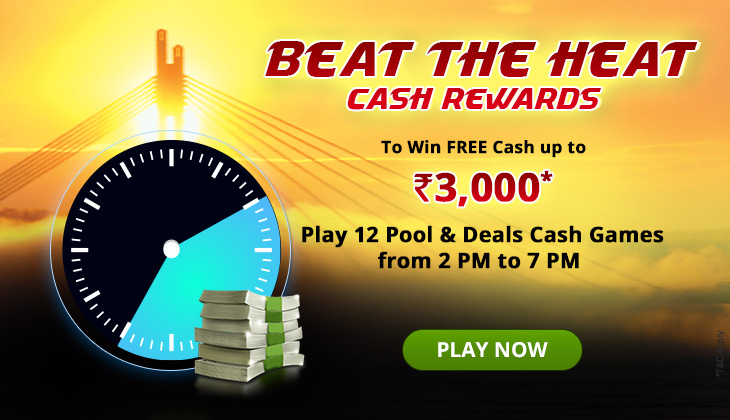 BEAT THE HEAT
CASH REWARDS
To Win FREE Cash up to
₹3,000*
Play 12 Pool & Deals Cash Games
from 2 PM to 7 PM
PLAY NOW
*T&C Apply